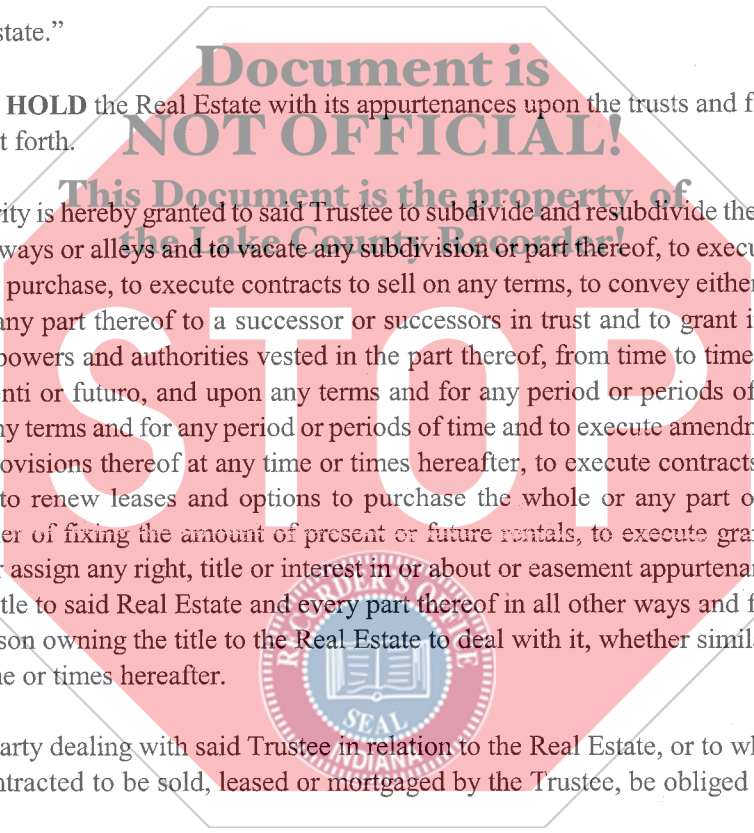 state.”
Document is
HOLD the Real Estate with its appurtenances upon the trusts and f
NOT OFFICIAL!
t forth.
This Document is the property of
rity is hereby granted to said Trustee to subdivide and resubdivide the
the Lake County Recorder!
ways or alleys and to vacate any subdivision or part thereof, to execu
purchase, to execute contracts to sell on any terms, to convey either
any part thereof to a successor or successors in trust and to grant
powers and authorities vested in the part thereof, from time to time
STOP
nti or futuro, and upon any terms and for any period or periods of
ny terms and for any period or periods of time and to execute amendm
ovisions thereof at any time or times hereafter, to execute contracts
to renew leases and options to purchase the whole or any part o
er of fixing the amount of present or future rentals, to execute gra
r assign any right, title or interest in or about or easement appurtena
tle to said Real Estate and every part thereof in all other ways and f
son owning the title to the Real Estate to deal with it, whether simila
ne or times hereafter.
RECORDER'S OFFICE
SEAL
INDIANA
arty dealing with said Trustee in relation to the Real Estate, or to wh
ntracted to be sold, leased or mortgaged by the Trustee, be obliged